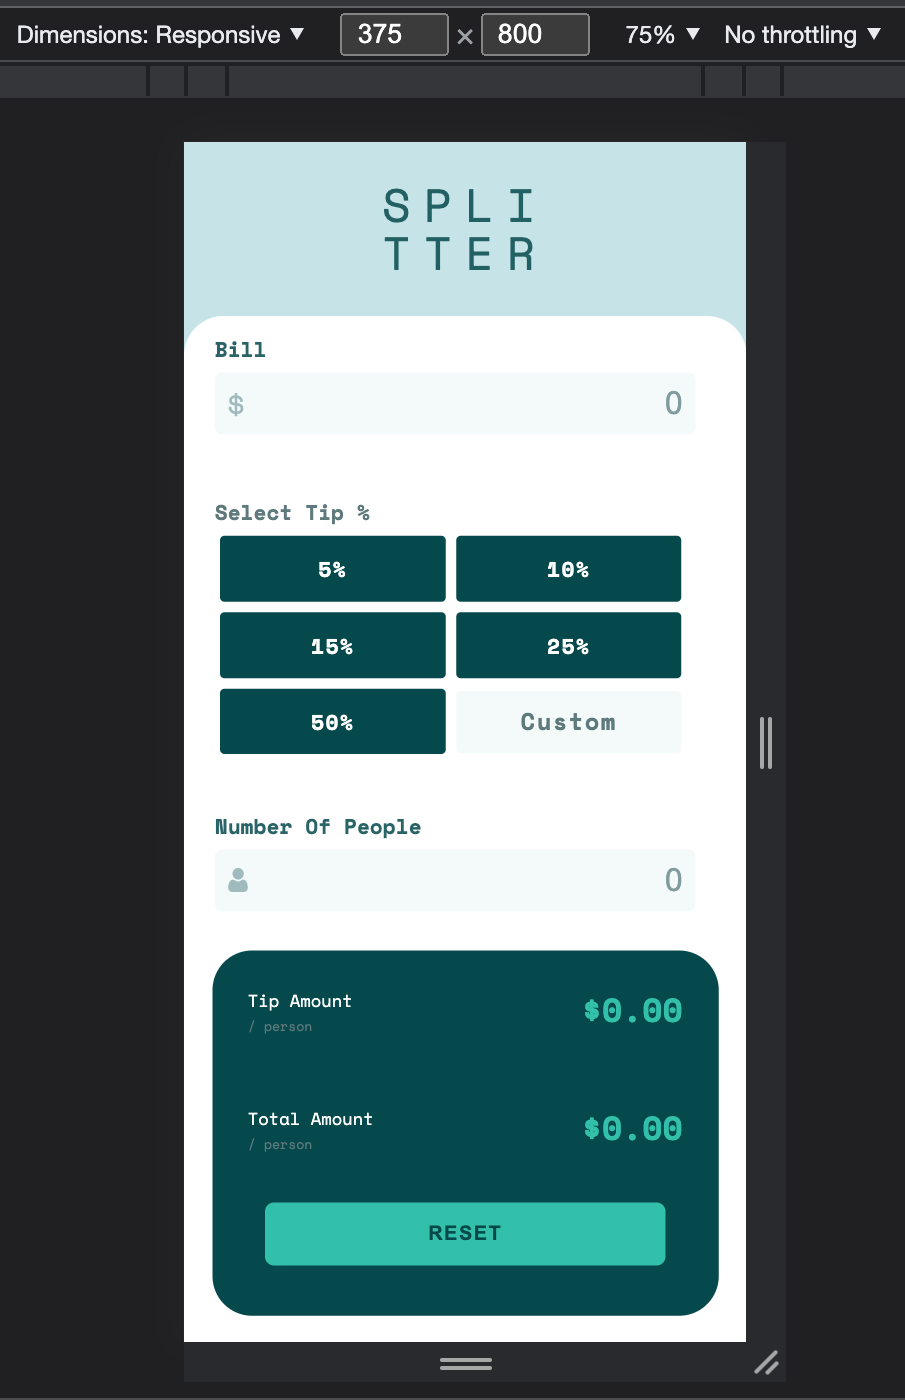 Dimensions: Responsive ▼ 375 × 800 75% ▼ No throttling ▼
SPLI
TTER
Bill
$ 0
Select Tip %
5% 10%
15% 25%
50% Custom
Number Of People
0
Tip Amount $0.00
/ person
Total Amount $0.00
/ person
RESET